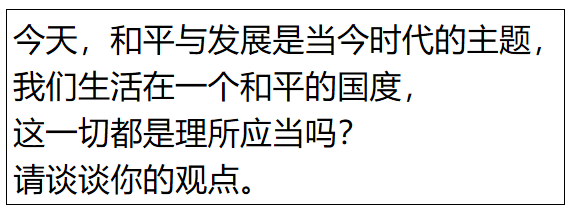 今天，和平与发展是当今时代的主题，
我们生活在一个和平的国度，
这一切都是理所应当吗？
请谈谈你的观点。